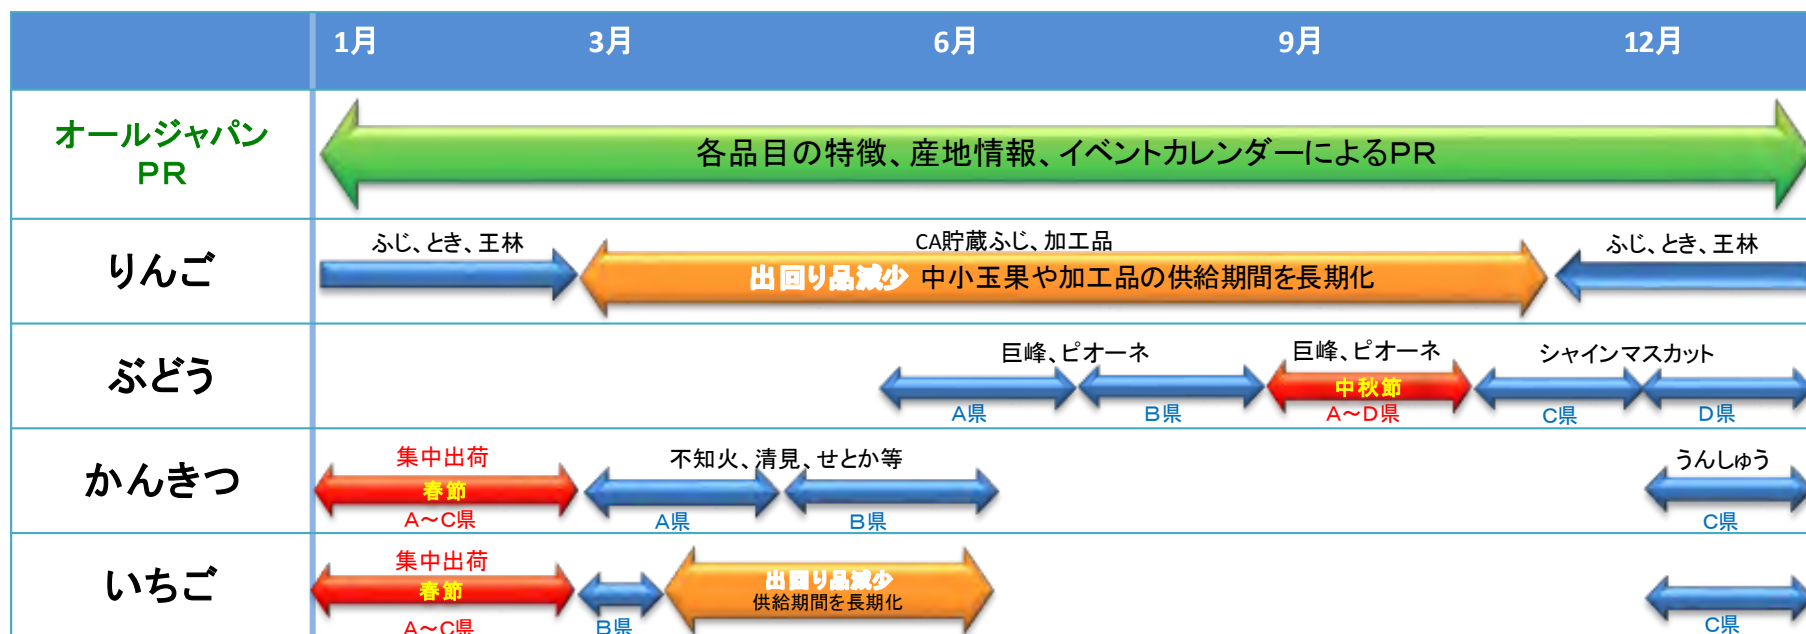 1月 3月 6月 9月 12月
オールジャパン
PR
各品目の特徴、産地情報、イベントカレンダーによるPR
りんご
ふじ、とき、王林
CA貯蔵ふじ、加工品
出回り品減少 中小玉果や加工品の供給期間を長期化
ふじ、とき、王林
ぶどう
巨峰、ピオーネ
A県
B県
巨峰、ピオーネ
中秋節
A～D県
シャインマスカット
C県
D県
かんきつ
集中出荷
春節
A～C県
不知火、清見、せとか等
A県
B県
うんしゅう
C県
いちご
集中出荷
春節
A～C県
B県
出回り品減少
供給期間を長期化
C県